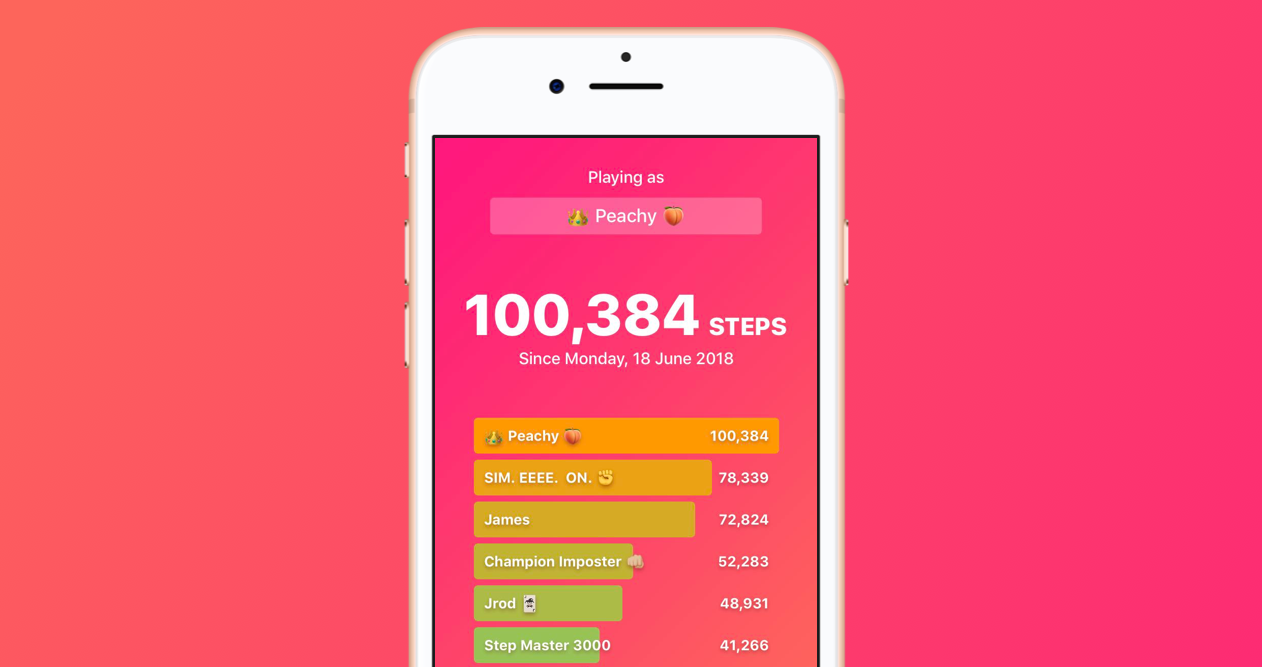 Playing as
👑 Peachy 🍑
100,384 STEPS
Since Monday, 18 June 2018
👑 Peachy 🍑 100,384
SIM. EEEE. ON. ✊ 78,339
James 72,824
Champion Imposter 👊🏼 52,283
Jrod 🃏 48,931
Step Master 3000 41,266